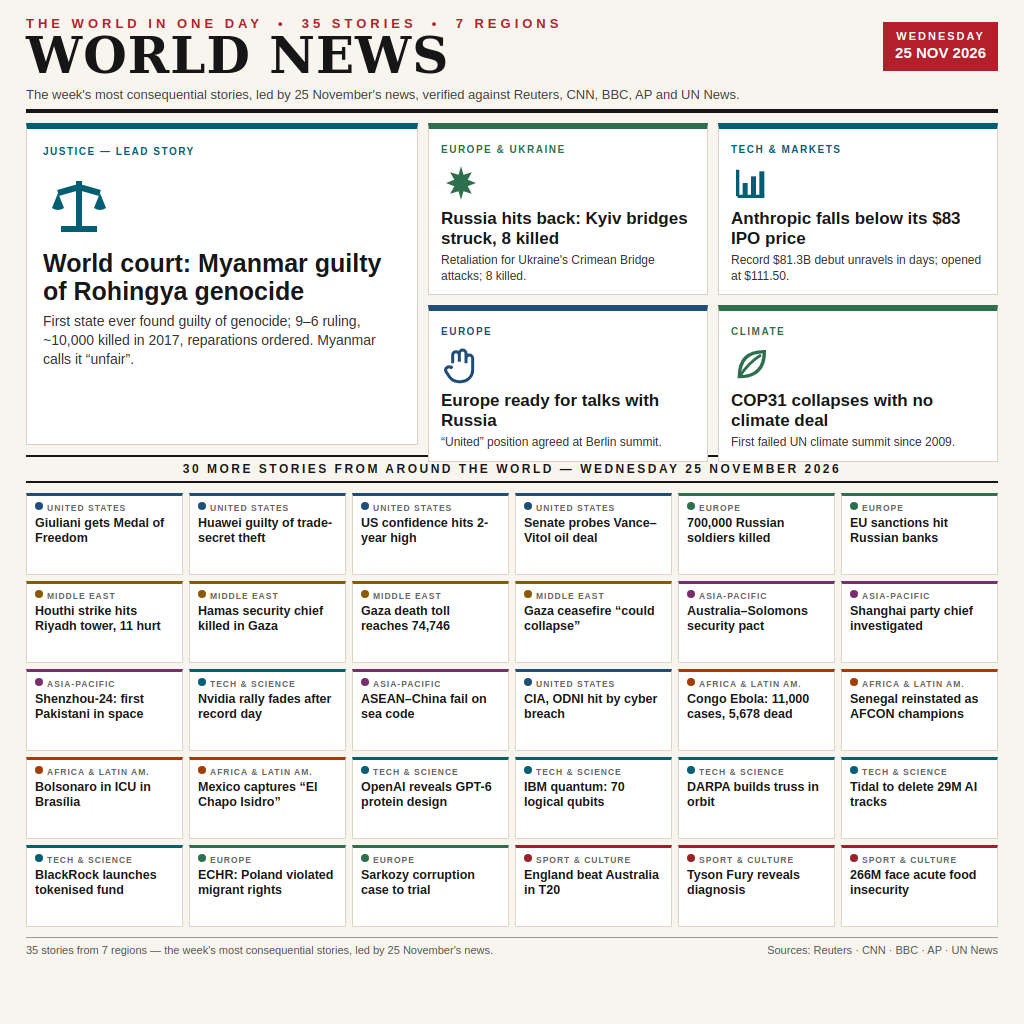 THE WORLD IN ONE DAY • 35 STORIES • 7 REGIONS
WORLD NEWS
WEDNESDAY
25 NOV 2026
The week's most consequential stories, led by 25 November's news, verified against Reuters, CNN, BBC, AP and UN News.
JUSTICE — LEAD STORY
World court: Myanmar guilty
of Rohingya genocide
First state ever found guilty of genocide; 9–6 ruling,
~10,000 killed in 2017, reparations ordered. Myanmar
calls it “unfair”.
EUROPE & UKRAINE
Russia hits back: Kyiv bridges
struck, 8 killed
Retaliation for Ukraine's Crimean Bridge
attacks; 8 killed.
TECH & MARKETS
Anthropic falls below its $83
IPO price
Record $81.3B debut unravels in days; opened
at $111.50.
EUROPE
Europe ready for talks with
Russia
“United” position agreed at Berlin summit.
CLIMATE
COP31 collapses with no
climate deal
First failed UN climate summit since 2009.
30 MORE STORIES FROM AROUND THE WORLD — WEDNESDAY 25 NOVEMBER 2026
UNITED STATES
Giuliani gets Medal of
Freedom
UNITED STATES
Huawei guilty of trade-
secret theft
UNITED STATES
US confidence hits 2-
year high
UNITED STATES
Senate probes Vance–
Vitol oil deal
EUROPE
700,000 Russian
soldiers killed
EUROPE
EU sanctions hit
Russian banks
MIDDLE EAST
Houthi strike hits
Riyadh tower, 11 hurt
MIDDLE EAST
Hamas security chief
killed in Gaza
MIDDLE EAST
Gaza death toll
reaches 74,746
MIDDLE EAST
Gaza ceasefire “could
collapse”
ASIA-PACIFIC
Australia–Solomons
security pact
ASIA-PACIFIC
Shanghai party chief
investigated
ASIA-PACIFIC
Shenzhou-24: first
Pakistani in space
TECH & SCIENCE
Nvidia rally fades after
record day
ASIA-PACIFIC
ASEAN–China fail on
sea code
UNITED STATES
CIA, ODNI hit by cyber
breach
AFRICA & LATIN AM.
Congo Ebola: 11,000
cases, 5,678 dead
AFRICA & LATIN AM.
Senegal reinstated as
AFCON champions
AFRICA & LATIN AM.
Bolsonaro in ICU in
Brasília
AFRICA & LATIN AM.
Mexico captures “El
Chapo Isidro”
TECH & SCIENCE
OpenAI reveals GPT-6
protein design
TECH & SCIENCE
IBM quantum: 70
logical qubits
TECH & SCIENCE
DARPA builds truss in
orbit
TECH & SCIENCE
Tidal to delete 29M AI
tracks
TECH & SCIENCE
BlackRock launches
tokenised fund
EUROPE
ECHR: Poland violated
migrant rights
EUROPE
Sarkozy corruption
case to trial
SPORT & CULTURE
England beat Australia
in T20
SPORT & CULTURE
Tyson Fury reveals
diagnosis
SPORT & CULTURE
266M face acute food
insecurity
35 stories from 7 regions — the week's most consequential stories, led by 25 November's news.
Sources: Reuters · CNN · BBC · AP · UN News